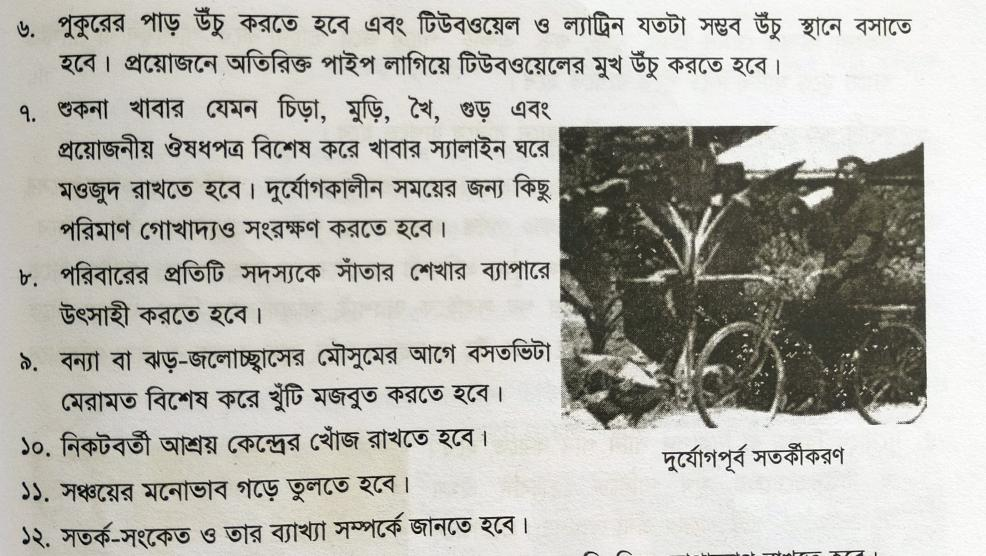 ৬. পুকুরের পাড় উঁচু করতে হবে এবং টিউবওয়েল ও ল্যাট্রিন যতটা সম্ভব উঁচু স্থানে বসাতে
হবে। প্রয়োজনে অতিরিক্ত পাইপ লাগিয়ে টিউবওয়েলের মুখ উঁচু করতে হবে।
৭. শুকনা খাবার যেমন চিড়া, মুড়ি, খৈ, গুড় এবং
প্রয়োজনীয় ঔষধপত্র বিশেষ করে খাবার স্যালাইন ঘরে
মওজুদ রাখতে হবে। দুর্যোগকালীন সময়ের জন্য কিছু
পরিমাণ গোখাদ্যও সংরক্ষণ করতে হবে।
৮. পরিবারের প্রতিটি সদস্যকে সাঁতার শেখার ব্যাপারে
উৎসাহী করতে হবে।
৯. বন্যা বা ঝড়-জলোচ্ছ্বাসের মৌসুমের আগে বসতভিটা
মেরামত বিশেষ করে খুঁটি মজবুত করতে হবে।
১০. নিকটবর্তী আশ্রয় কেন্দ্রের খোঁজ রাখতে হবে।
দুর্যোগপূর্ব সতর্কীকরণ
১১. সঞ্চয়ের মনোভাব গড়ে তুলতে হবে।
১২. সতর্ক-সংকেত ও তার ব্যাখ্যা সম্পর্কে জানতে হবে।